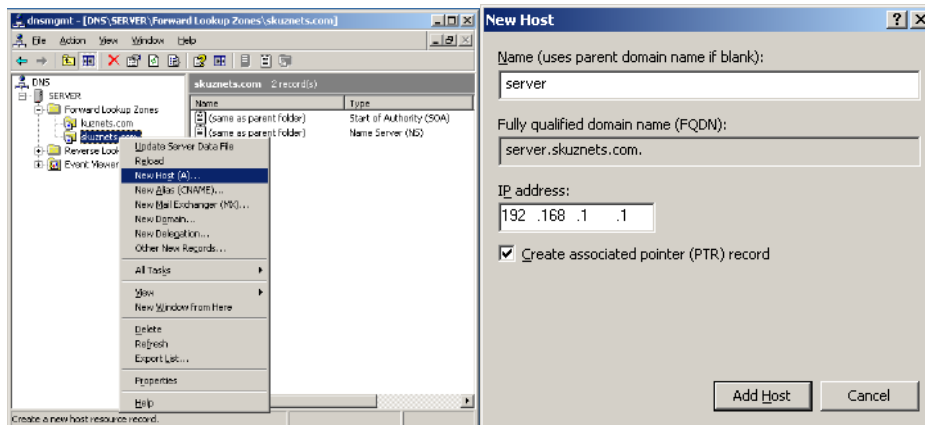 dnsmgmt - [DNS\SERVER\Forward Lookup Zones\skuznets.com]
File Action View Window Help
DNS
SERVER
Forward Lookup Zones
kuznets.com
skuznets.com
Reverse Look
Event Viewer
skuznets.com 2 record(s)
Name Type
(same as parent folder) Start of Authority (SOA)
(same as parent folder) Name Server (NS)
Update Server Data File
Reload
New Host (A)...
New Alias (CNAME)...
New Mail Exchanger (MX)...
New Domain...
New Delegation...
Other New Records...
All Tasks
View
New Window from Here
Delete
Refresh
Export List...
Properties
Help
Create a new host resource record.
New Host
Name (uses parent domain name if blank):
server
Fully qualified domain name (FQDN):
server.skuznets.com.
IP address:
192 .168 .1 .1
Create associated pointer (PTR) record
Add Host Cancel